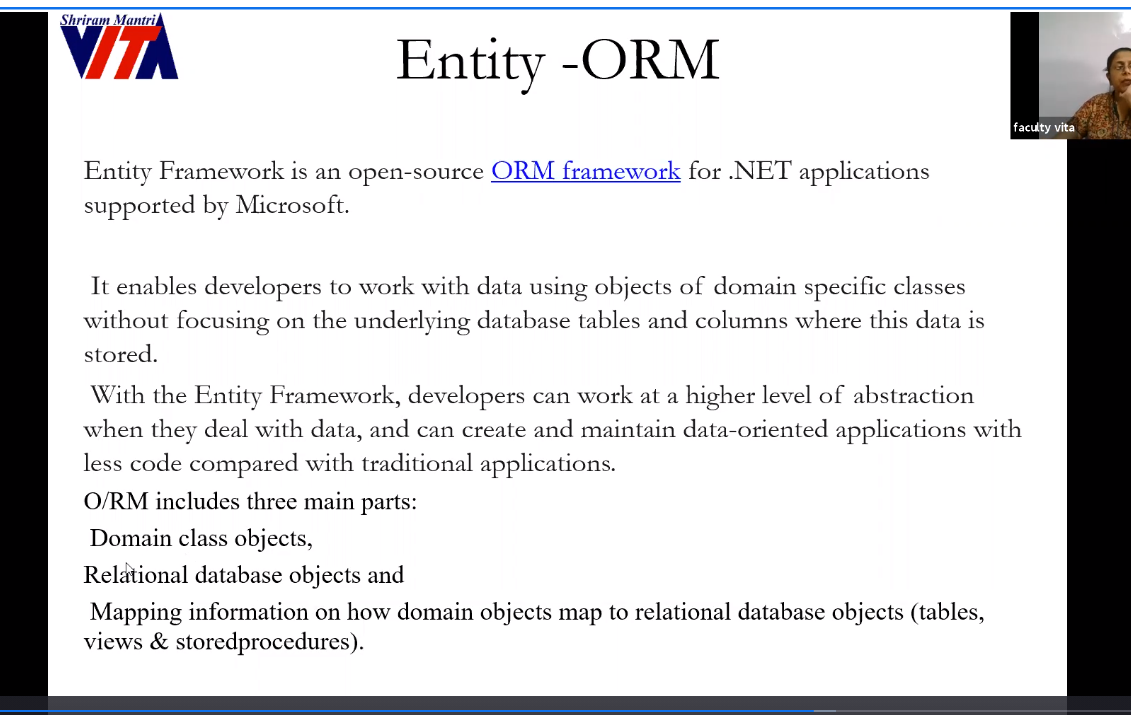 Shriram Mantri
VITA
Entity -ORM
faculty vita
Entity Framework is an open-source ORM framework for .NET applications
supported by Microsoft.
It enables developers to work with data using objects of domain specific classes
without focusing on the underlying database tables and columns where this data is
stored.
With the Entity Framework, developers can work at a higher level of abstraction
when they deal with data, and can create and maintain data-oriented applications with
less code compared with traditional applications.
O/RM includes three main parts:
Domain class objects,
Relational database objects and
Mapping information on how domain objects map to relational database objects (tables,
views & storedprocedures).